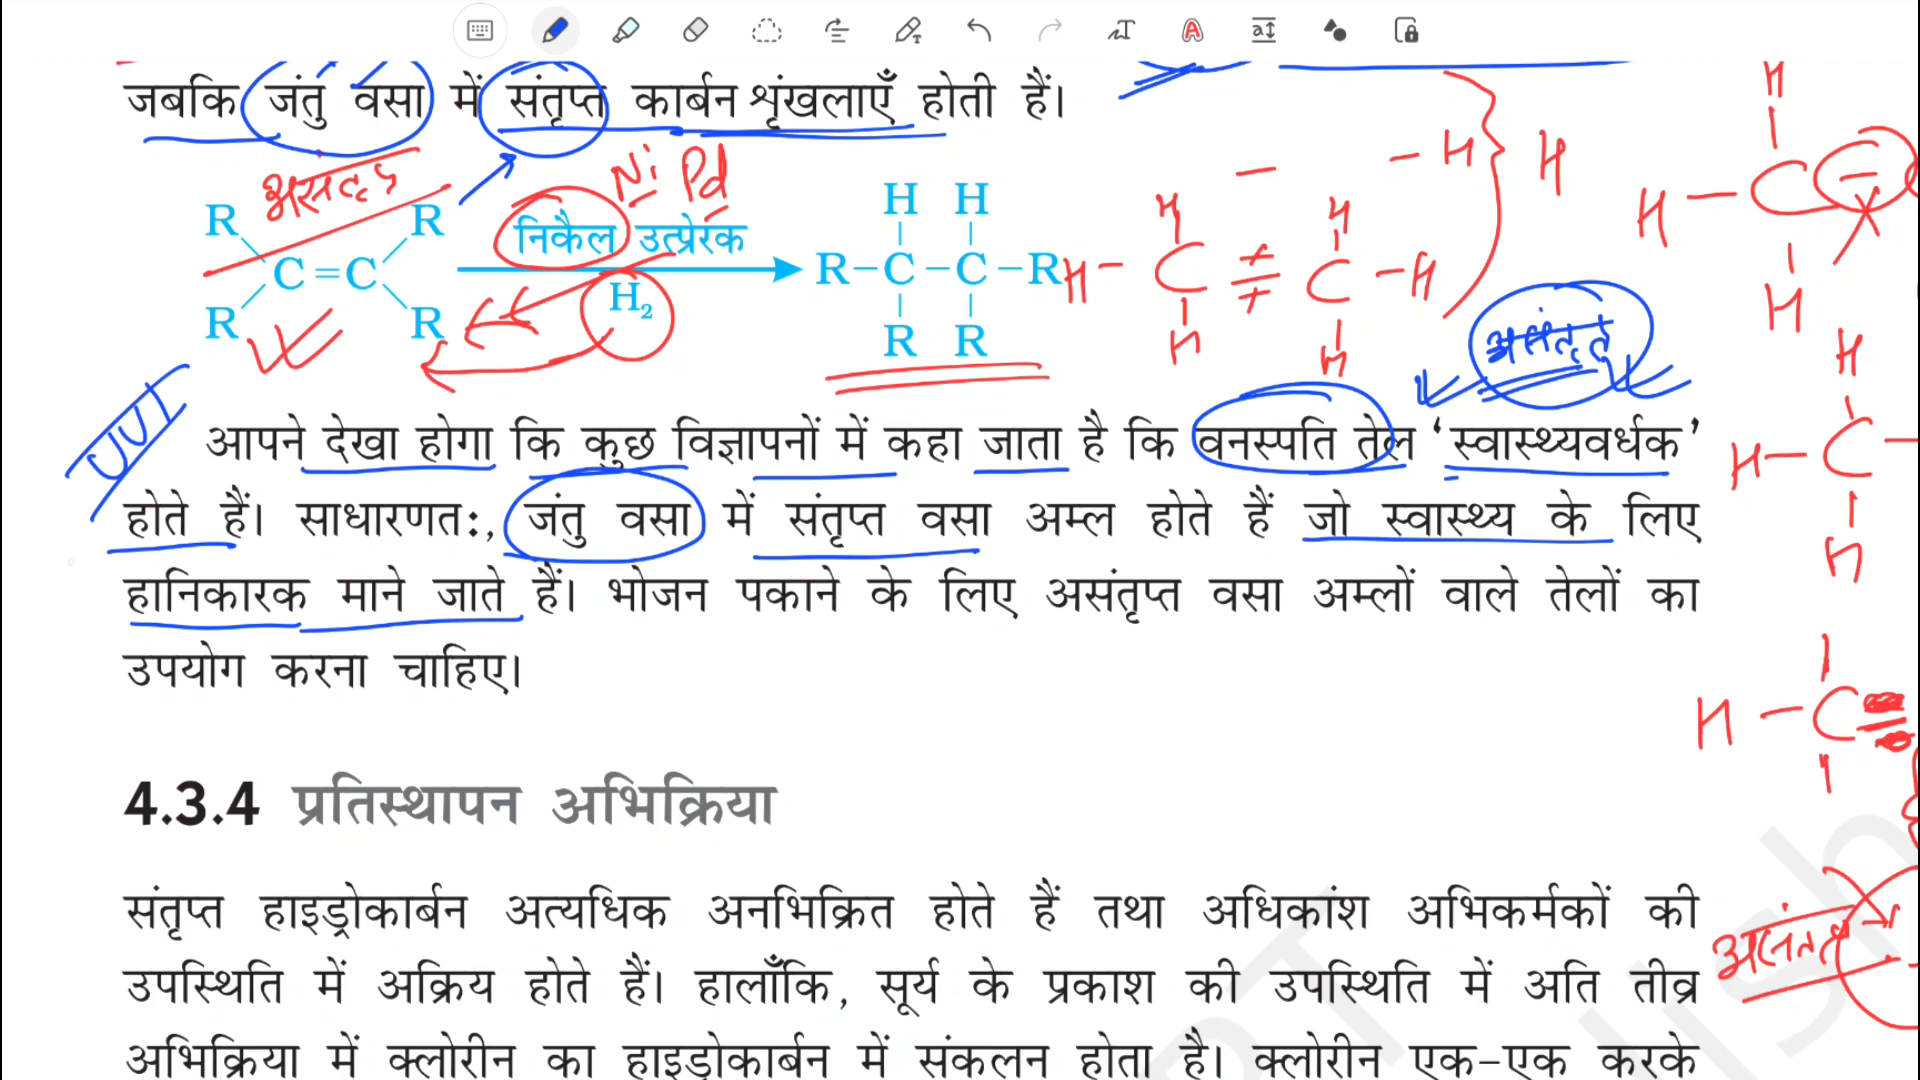 जबकि जंतु वसा में संतृप्त कार्बन शृंखलाएँ होती हैं।
Ni Pd
R R
C=C
R R
निकैल उत्प्रेरक
H₂
H H
R–C–C–R
R R
H
H
H – C = C – H
H H
– H } H
H
H – C
H
आपने देखा होगा कि कुछ विज्ञापनों में कहा जाता है कि वनस्पति तेल ‘स्वास्थ्यवर्धक’
होते हैं। साधारणतः, जंतु वसा में संतृप्त वसा अम्ल होते हैं जो स्वास्थ्य के लिए
हानिकारक माने जाते हैं। भोजन पकाने के लिए असंतृप्त वसा अम्लों वाले तेलों का
उपयोग करना चाहिए।
H
H – C –
H
H – C
4.3.4 प्रतिस्थापन अभिक्रिया
संतृप्त हाइड्रोकार्बन अत्यधिक अनभिक्रित होते हैं तथा अधिकांश अभिकर्मकों की
उपस्थिति में अक्रिय होते हैं। हालाँकि, सूर्य के प्रकाश की उपस्थिति में अति तीव्र
अभिक्रिया में क्लोरीन का हाइड्रोकार्बन में संकलन होता है। क्लोरीन एक-एक करके